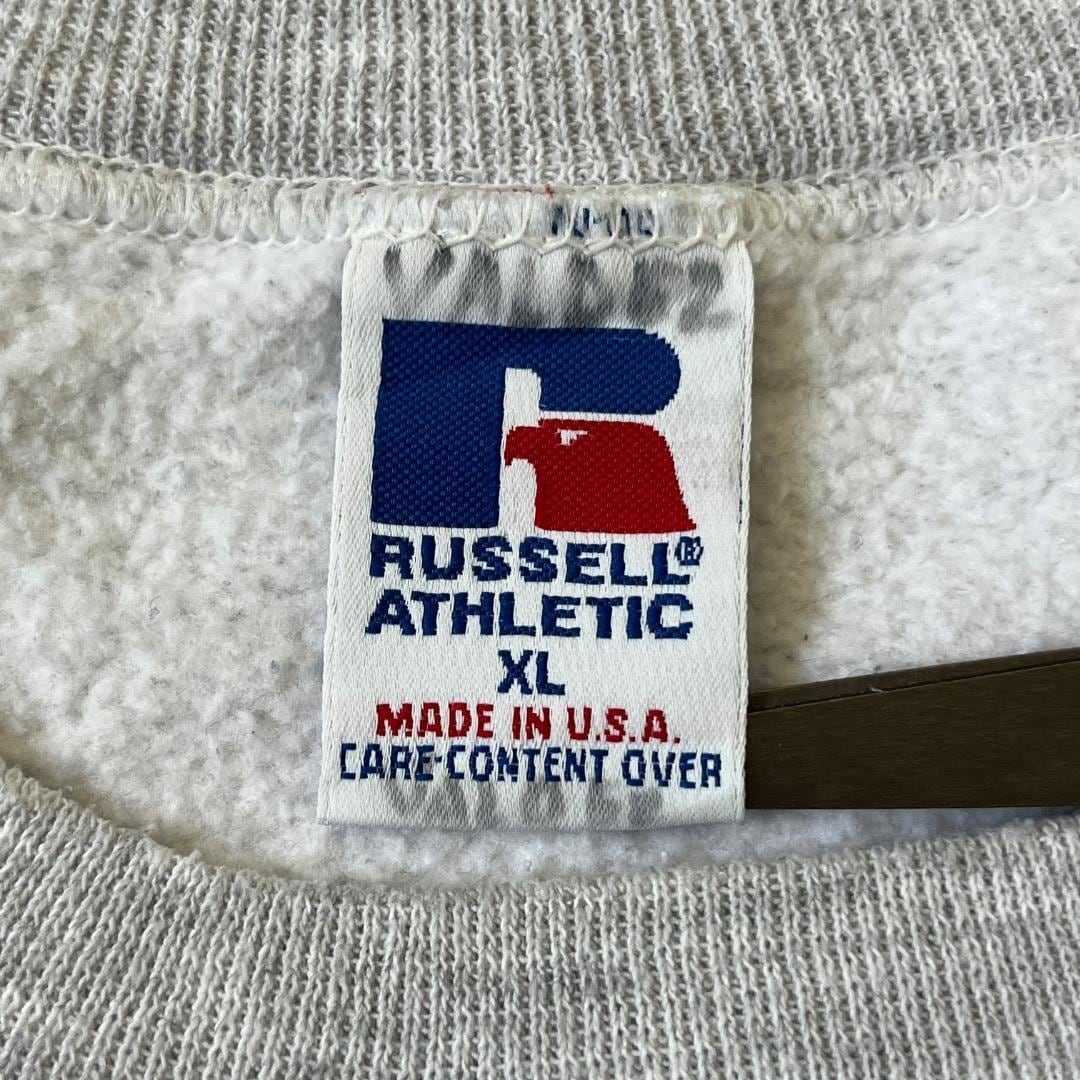 RUSSELL®
ATHLETIC
XL
MADE IN U.S.A.
CARE-CONTENT OVER